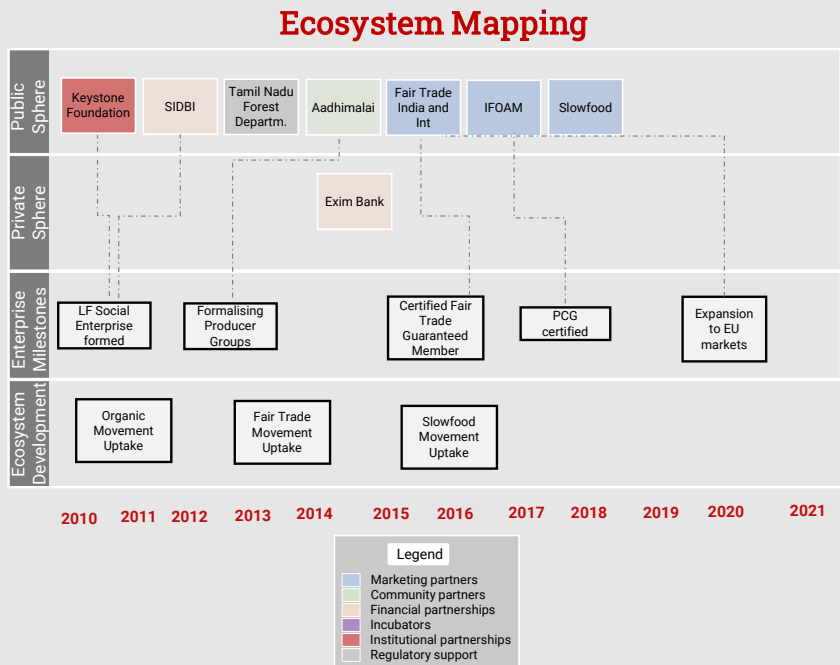 Ecosystem Mapping
Public
Sphere
Keystone
Foundation
SIDBI
Tamil Nadu
Forest
Departm.
Aadhimalai
Fair Trade
India and
Int
IFOAM
Slowfood
Private
Sphere
Exim Bank
Enterprise
Milestones
LF Social
Enterprise
formed
Formalising
Producer
Groups
Certified Fair
Trade
Guaranteed
Member
PCG
certified
Expansion
to EU
markets
Ecosystem
Development
Organic
Movement
Uptake
Fair Trade
Movement
Uptake
Slowfood
Movement
Uptake
2010
2011
2012
2013
2014
2015
2016
2017
2018
2019
2020
2021
Legend
Marketing partners
Community partners
Financial partnerships
Incubators
Institutional partnerships
Regulatory support